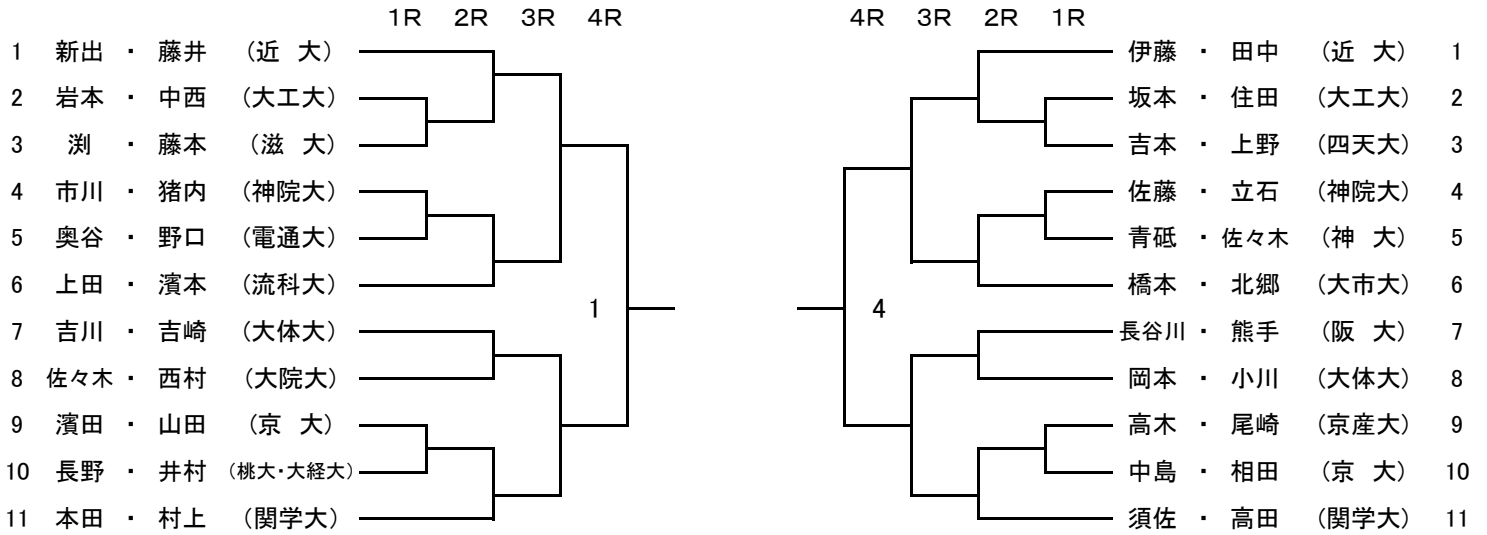 1R 2R 3R 4R 4R 3R 2R 1R
1 新出 ・ 藤井 (近 大) 伊藤 ・ 田中 (近 大) 1
2 岩本 ・ 中西 (大工大) 坂本 ・ 住田 (大工大) 2
3 渕 ・ 藤本 (滋 大) 吉本 ・ 上野 (四天大) 3
4 市川 ・ 猪内 (神院大) 佐藤 ・ 立石 (神院大) 4
5 奥谷 ・ 野口 (電通大) 青砥 ・ 佐々木 (神 大) 5
6 上田 ・ 濱本 (流科大) 橋本 ・ 北郷 (大市大) 6
1 4
7 吉川 ・ 吉崎 (大体大) 長谷川 ・ 熊手 (阪 大) 7
8 佐々木 ・ 西村 (大院大) 岡本 ・ 小川 (大体大) 8
9 濱田 ・ 山田 (京 大) 高木 ・ 尾崎 (京産大) 9
10 長野 ・ 井村 (桃大・大経大) 中島 ・ 相田 (京 大) 10
11 本田 ・ 村上 (関学大) 須佐 ・ 高田 (関学大) 11